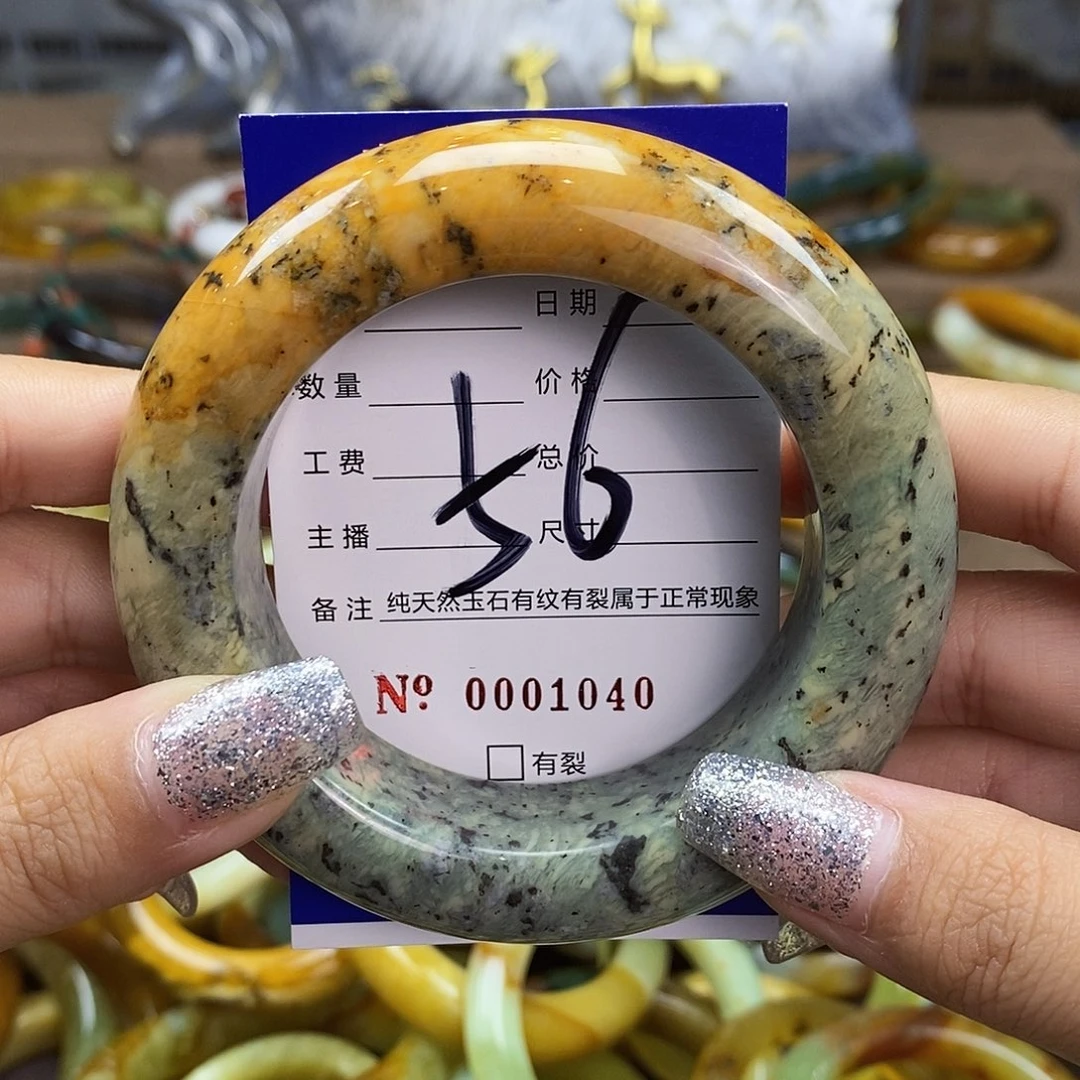 日期
数量 价格
56
工费 总价
主播 尺寸
备注 纯天然玉石有纹有裂属于正常现象
Nº 0001040
有裂